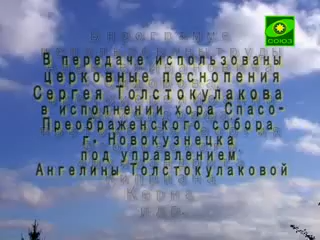 СОЮЗ
В передаче использованы
церковные песнопения
Сергея Толстокулакова
в исполнении хора Спасо-
Преображенского собора
г. Новокузнецка
под управлением
Ангелины Толстокулаковой